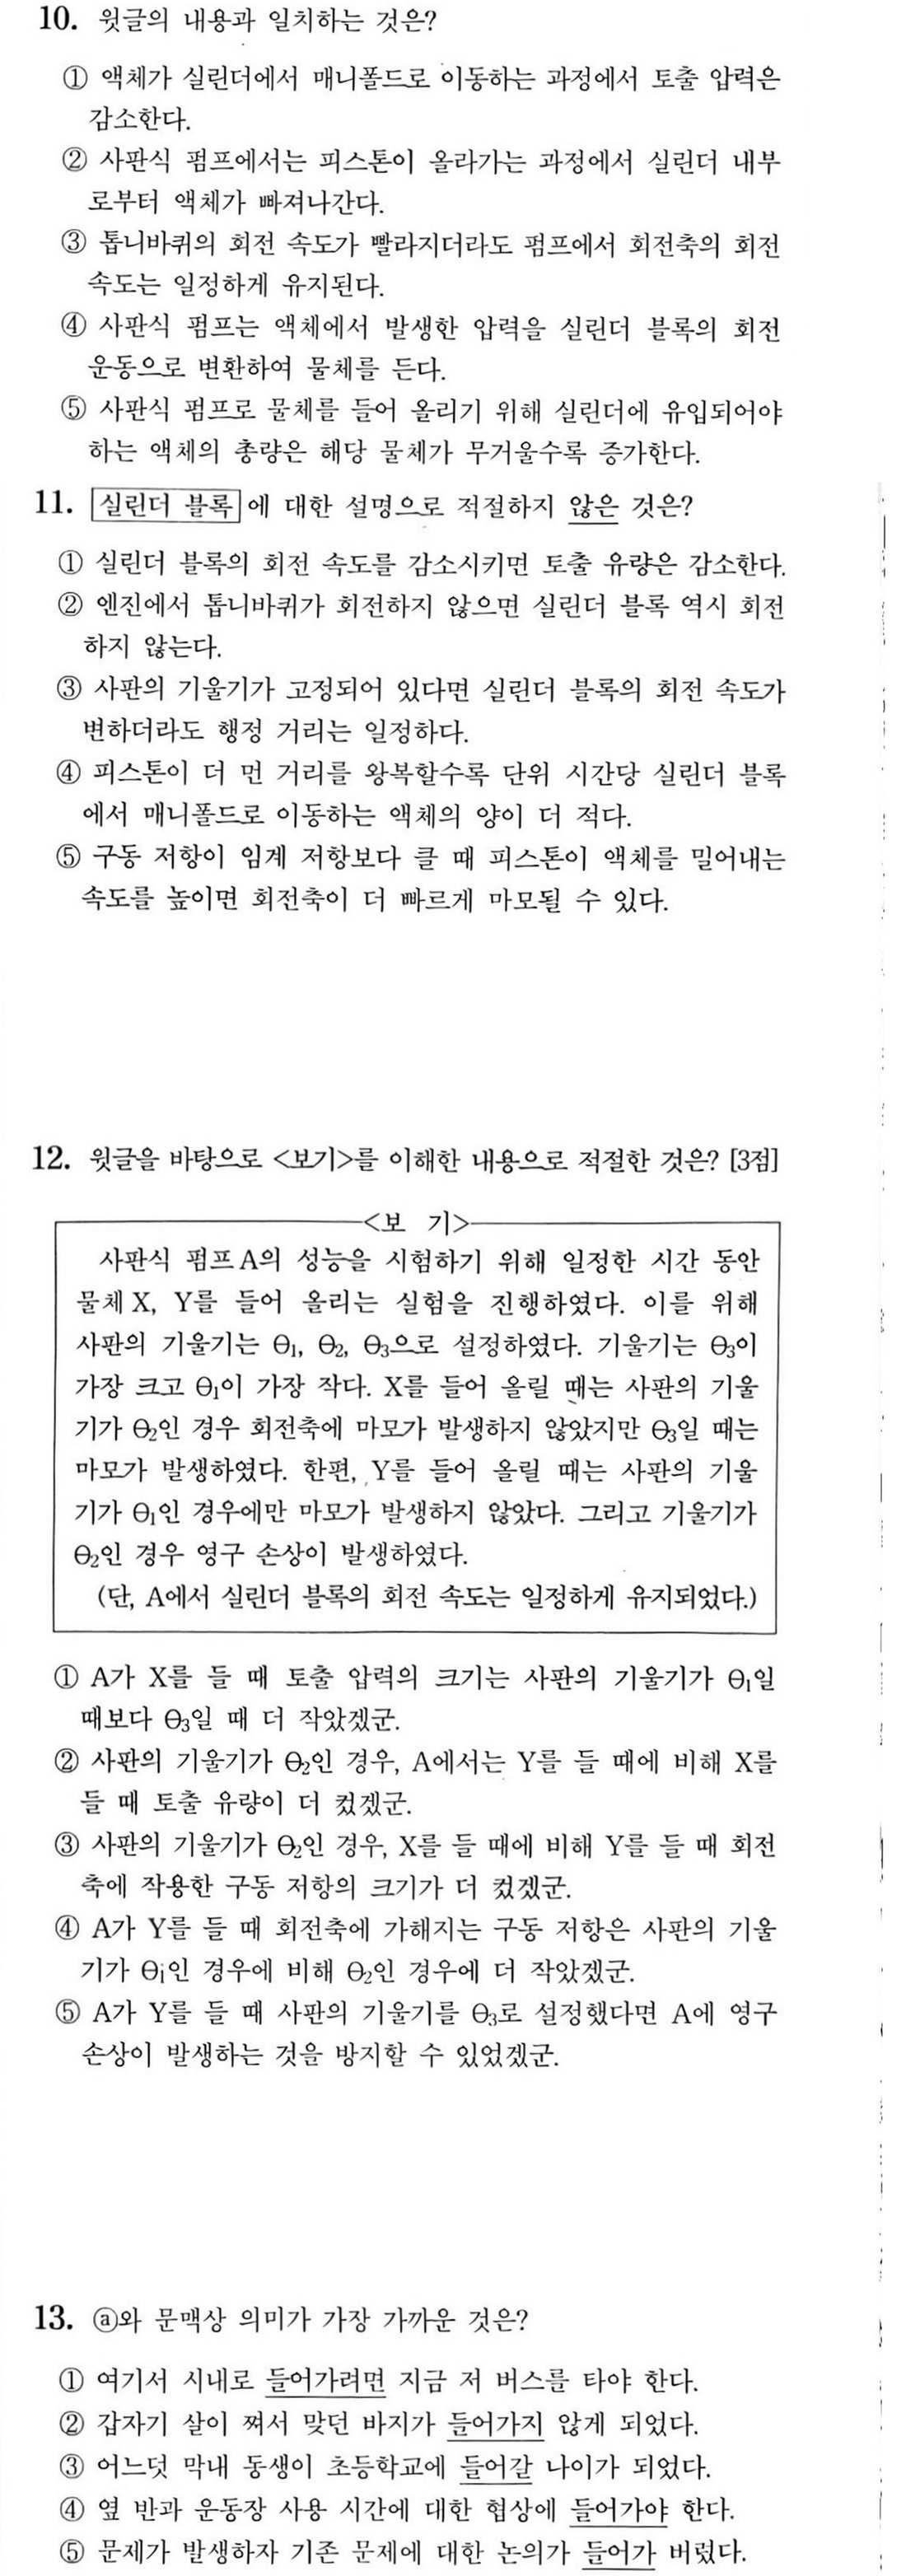 10. 윗글의 내용과 일치하는 것은?
① 액체가 실린더에서 매니폴드로 이동하는 과정에서 토출 압력은
감소한다.
② 사판식 펌프에서는 피스톤이 올라가는 과정에서 실린더 내부
로부터 액체가 빠져나간다.
③ 톱니바퀴의 회전 속도가 빨라지더라도 펌프에서 회전축의 회전
속도는 일정하게 유지된다.
④ 사판식 펌프는 액체에서 발생한 압력을 실린더 블록의 회전
운동으로 변환하여 물체를 든다.
⑤ 사판식 펌프로 물체를 들어 올리기 위해 실린더에 유입되어야
하는 액체의 총량은 해당 물체가 무거울수록 증가한다.
11. 실린더 블록에 대한 설명으로 적절하지 않은 것은?
① 실린더 블록의 회전 속도를 감소시키면 토출 유량은 감소한다.
② 엔진에서 톱니바퀴가 회전하지 않으면 실린더 블록 역시 회전
하지 않는다.
③ 사판의 기울기가 고정되어 있다면 실린더 블록의 회전 속도가
변하더라도 행정 거리는 일정하다.
④ 피스톤이 더 먼 거리를 왕복할수록 단위 시간당 실린더 블록
에서 매니폴드로 이동하는 액체의 양이 더 적다.
⑤ 구동 저항이 임계 저항보다 클 때 피스톤이 액체를 밀어내는
속도를 높이면 회전축이 더 빠르게 마모될 수 있다.
12. 윗글을 바탕으로 <보기>를 이해한 내용으로 적절한 것은? [3점]
<보 기>
사판식 펌프 A의 성능을 시험하기 위해 일정한 시간 동안
물체 X, Y를 들어 올리는 실험을 진행하였다. 이를 위해
사판의 기울기는 θ₁, θ₂, θ₃으로 설정하였다. 기울기는 θ₃이
가장 크고 θ₁이 가장 작다. X를 들어 올릴 때는 사판의 기울
기가 θ₂인 경우 회전축에 마모가 발생하지 않았지만 θ₃일 때는
마모가 발생하였다. 한편, Y를 들어 올릴 때는 사판의 기울
기가 θ₁인 경우에만 마모가 발생하지 않았다. 그리고 기울기가
θ₂인 경우 영구 손상이 발생하였다.
(단, A에서 실린더 블록의 회전 속도는 일정하게 유지되었다.)
① A가 X를 들 때 토출 압력의 크기는 사판의 기울기가 θ₁일
때보다 θ₃일 때 더 작았겠군.
② 사판의 기울기가 θ₂인 경우, A에서는 Y를 들 때에 비해 X를
들 때 토출 유량이 더 컸겠군.
③ 사판의 기울기가 θ₂인 경우, X를 들 때에 비해 Y를 들 때 회전
축에 작용한 구동 저항의 크기가 더 컸겠군.
④ A가 Y를 들 때 회전축에 가해지는 구동 저항은 사판의 기울
기가 θ₁인 경우에 비해 θ₂인 경우에 더 작았겠군.
⑤ A가 Y를 들 때 사판의 기울기를 θ₃로 설정했다면 A에 영구
손상이 발생하는 것을 방지할 수 있었겠군.
13. ⓐ와 문맥상 의미가 가장 가까운 것은?
① 여기서 시내로 들어가려면 지금 저 버스를 타야 한다.
② 갑자기 살이 쪄서 맞던 바지가 들어가지 않게 되었다.
③ 어느덧 막내 동생이 초등학교에 들어갈 나이가 되었다.
④ 옆 반과 운동장 사용 시간에 대한 협상에 들어가야 한다.
⑤ 문제가 발생하자 기존 문제에 대한 논의가 들어가 버렸다.